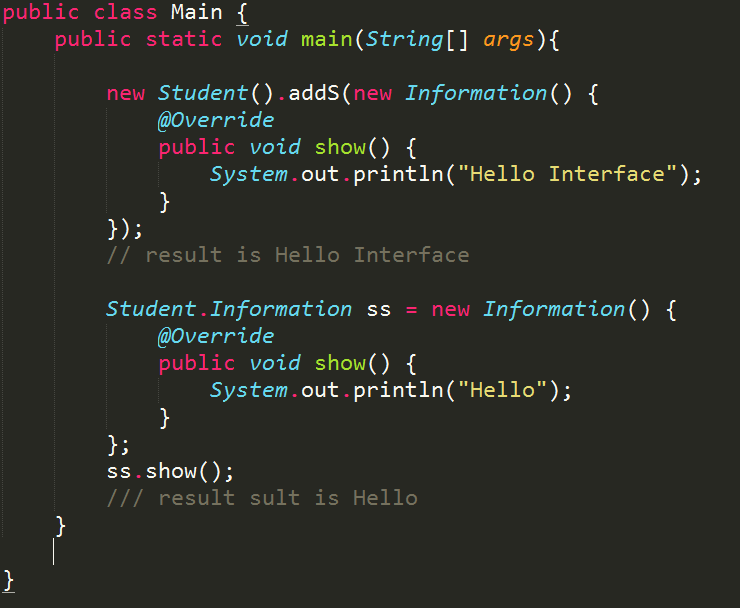 public class Main {
    public static void main(String[] args){

        new Student().addS(new Information() {
            @Override
            public void show() {
                System.out.println("Hello Interface");
            }
        });
        // result is Hello Interface

        Student.Information ss = new Information() {
            @Override
            public void show() {
                System.out.println("Hello");
            }
        };
        ss.show();
        /// result sult is Hello
    }

}